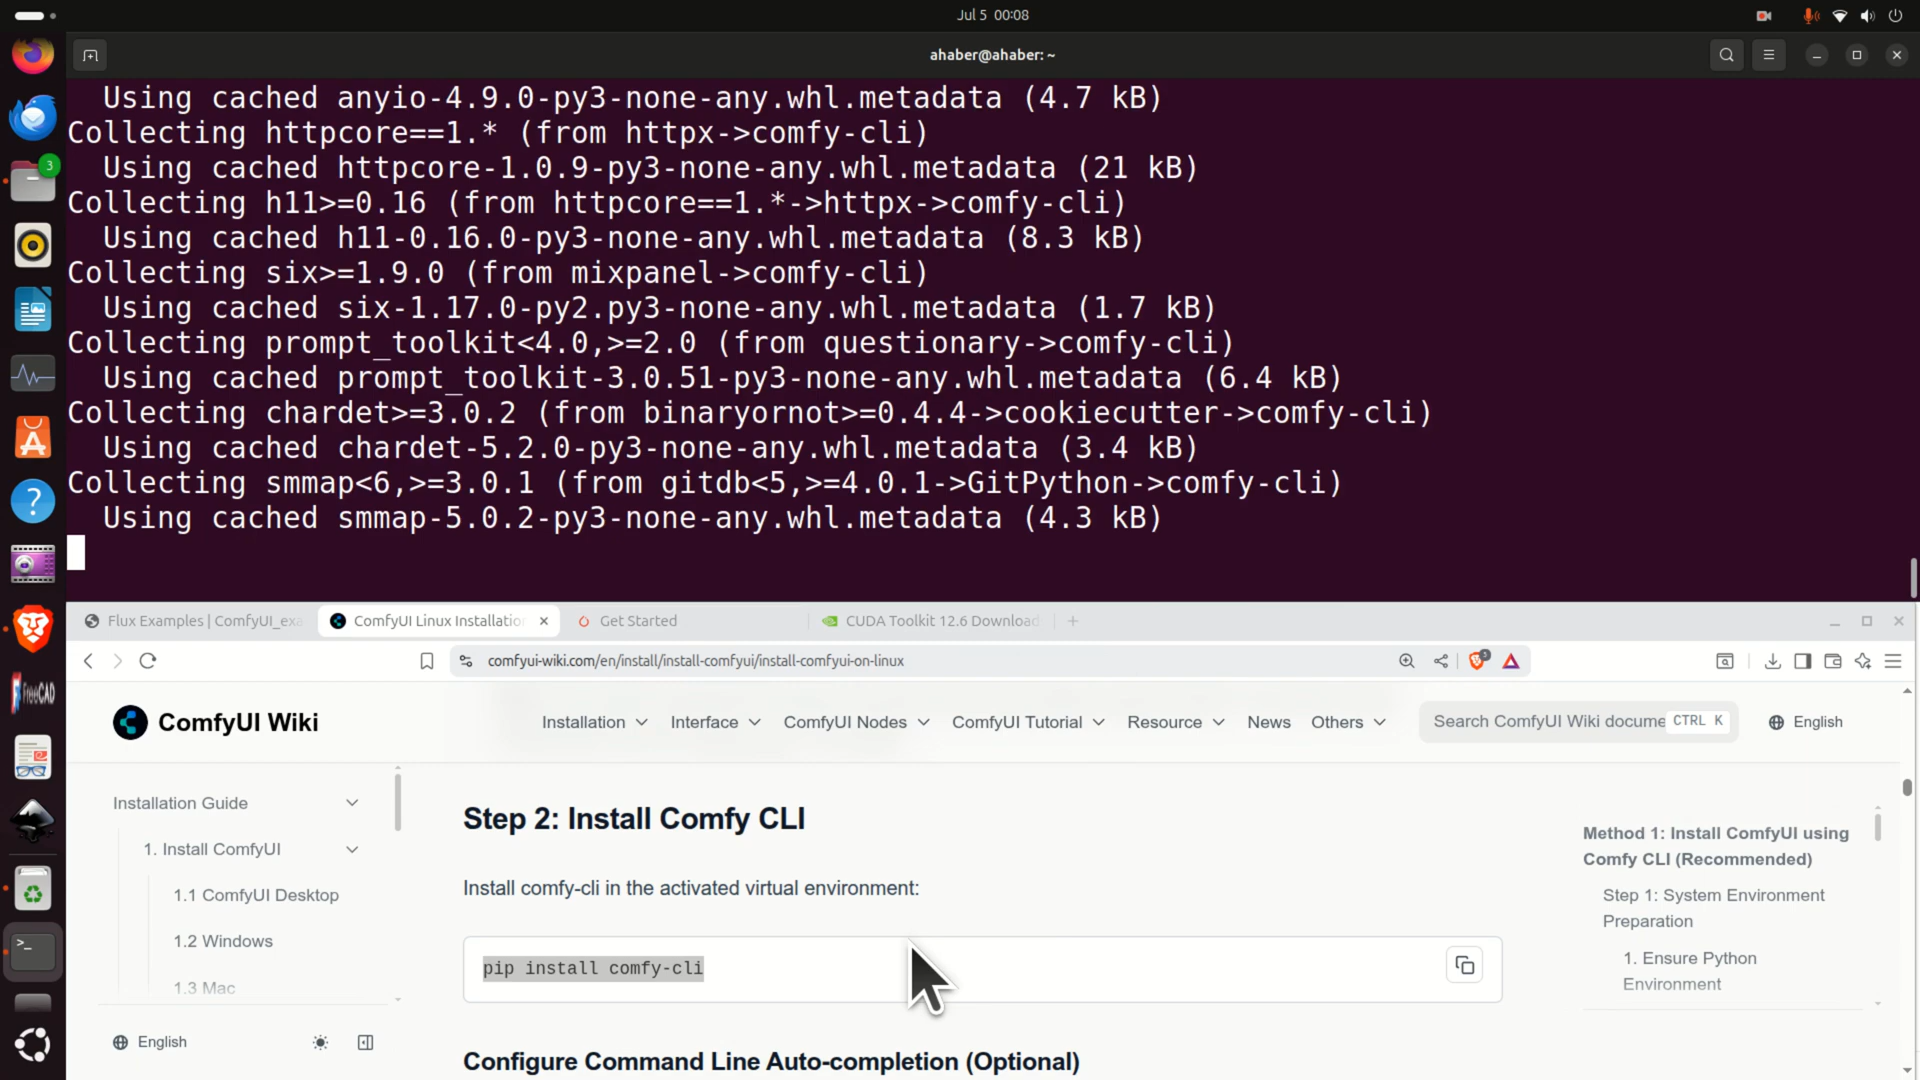 Jul 5 00:08
ahaber@ahaber: ~
Using cached anyio-4.9.0-py3-none-any.whl.metadata (4.7 kB)
Collecting httpcore==1.* (from httpx->comfy-cli)
Using cached httpcore-1.0.9-py3-none-any.whl.metadata (21 kB)
Collecting h11>=0.16 (from httpcore==1.*->httpx->comfy-cli)
Using cached h11-0.16.0-py3-none-any.whl.metadata (8.3 kB)
Collecting six>=1.9.0 (from mixpanel->comfy-cli)
Using cached six-1.17.0-py2.py3-none-any.whl.metadata (1.7 kB)
Collecting prompt_toolkit<4.0,>=2.0 (from questionary->comfy-cli)
Using cached prompt_toolkit-3.0.51-py3-none-any.whl.metadata (6.4 kB)
Collecting chardet>=3.0.2 (from binaryornot>=0.4.4->cookiecutter->comfy-cli)
Using cached chardet-5.2.0-py3-none-any.whl.metadata (3.4 kB)
Collecting smmap<6,>=3.0.1 (from gitdb<5,>=4.0.1->GitPython->comfy-cli)
Using cached smmap-5.0.2-py3-none-any.whl.metadata (4.3 kB)
3
FreeCAD
Flux Examples | ComfyUI_exa
ComfyUI Linux Installation
Get Started
CUDA Toolkit 12.6 Download
comfyui-wiki.com/en/install/install-comfyui/install-comfyui-on-linux
5
ComfyUI Wiki
Installation
Interface
ComfyUI Nodes
ComfyUI Tutorial
Resource
News
Others
Search ComfyUI Wiki docume
CTRL K
English
Installation Guide
1. Install ComfyUI
1.1 ComfyUI Desktop
1.2 Windows
1.3 Mac
English
Step 2: Install Comfy CLI
Install comfy-cli in the activated virtual environment:
pip install comfy-cli
Configure Command Line Auto-completion (Optional)
Method 1: Install ComfyUI using
Comfy CLI (Recommended)
Step 1: System Environment
Preparation
1. Ensure Python
Environment